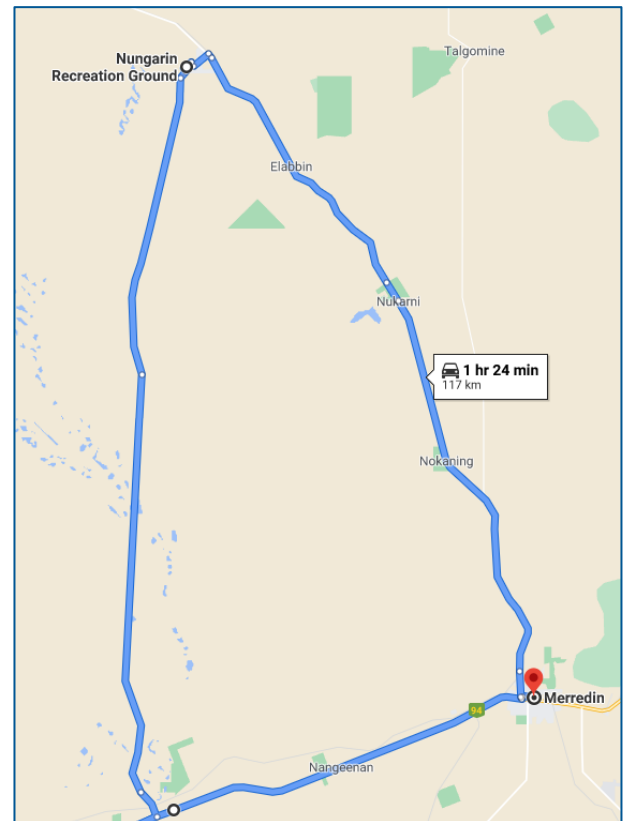 Talgomine
Nungarin
Recreation Ground
Elabbin
Nukarni
1 hr 24 min
117 km
Nokaning
Merredin
94
Nangeenan